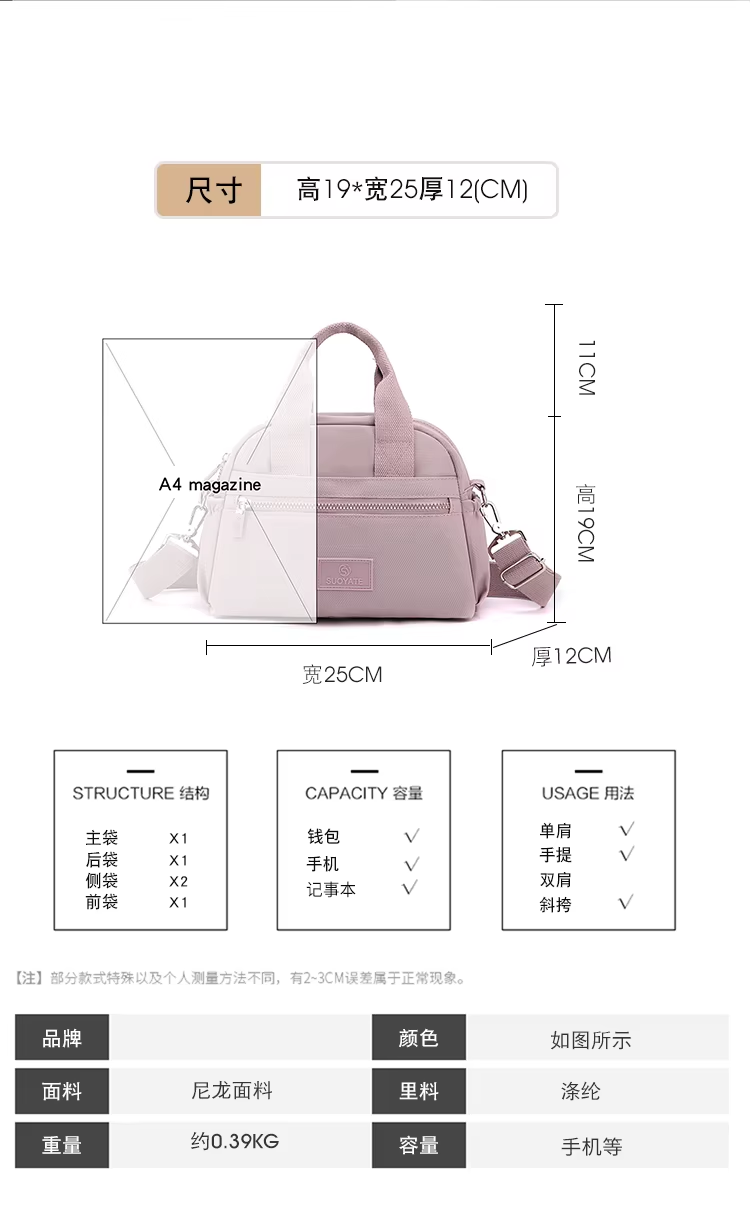 尺寸 高19*宽25厚12(CM)
11CM
A4 magazine
高19CM
SUOYATE
厚12CM
宽25CM
STRUCTURE 结构
主袋 X1
后袋 X1
侧袋 X2
前袋 X1
CAPACITY 容量
钱包 √
手机 √
记事本 √
USAGE 用法
单肩 √
手提 √
双肩
斜挎 √
【注】部分款式特殊以及个人测量方法不同，有2~3CM误差属于正常现象。
品牌 颜色 如图所示
面料 尼龙面料 里料 涤纶
重量 约0.39KG 容量 手机等